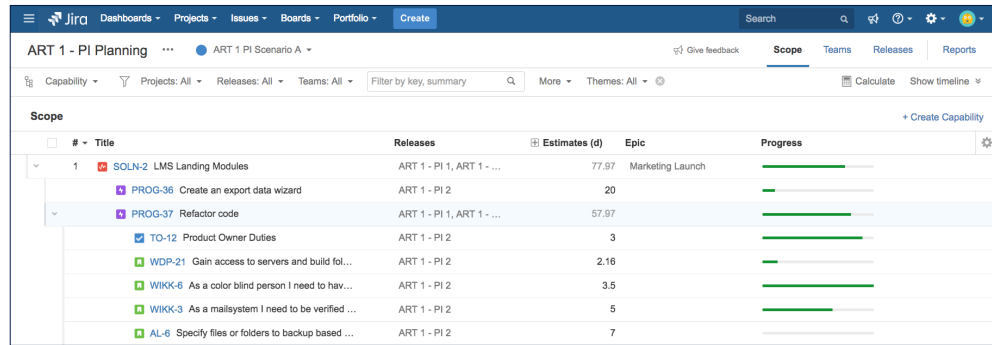 Jira Dashboards Projects Issues Boards Portfolio Create Search
ART 1 - PI Planning ••• ART 1 PI Scenario A Give feedback Scope Teams Releases Reports
Capability Projects: All Releases: All Teams: All Filter by key, summary More Themes: All Calculate Show timeline
Scope + Create Capability
# Title Releases Estimates (d) Epic Progress
1 SOLN-2 LMS Landing Modules ART 1 - PI 1, ART 1 - ... 77.97 Marketing Launch
PROG-36 Create an export data wizard ART 1 - PI 2 20
PROG-37 Refactor code ART 1 - PI 1, ART 1 - ... 57.97
TO-12 Product Owner Duties ART 1 - PI 2 3
WDP-21 Gain access to servers and build fol... ART 1 - PI 2 2.16
WIKK-6 As a color blind person I need to hav... ART 1 - PI 2 3.5
WIKK-3 As a mailsystem I need to be verified ... ART 1 - PI 2 5
AL-6 Specify files or folders to backup based ... ART 1 - PI 2 7